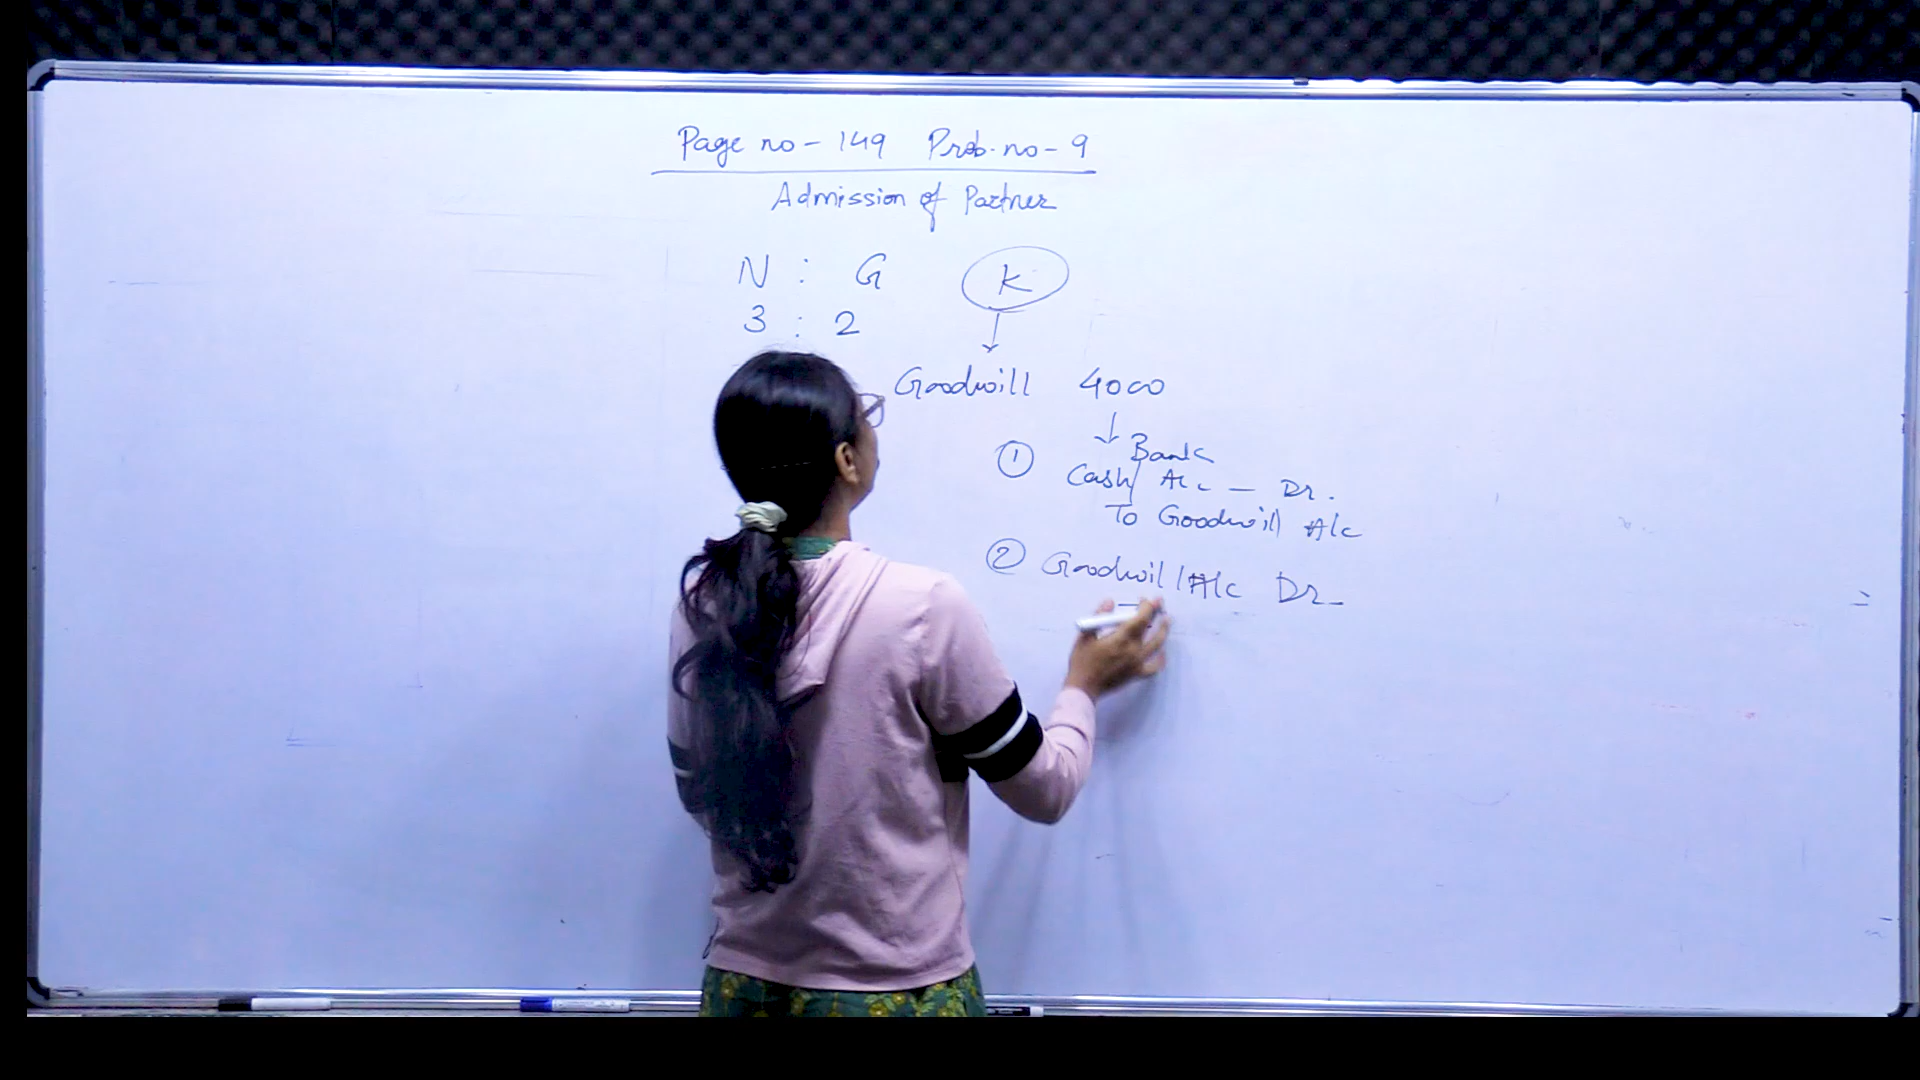 Page no - 149 Prob. no - 9
Admission of Partner
N : G K
3 : 2
Goodwill 4000
① Bank
Cash/ A/c - Dr.
To Goodwill A/c
② Goodwill A/c Dr